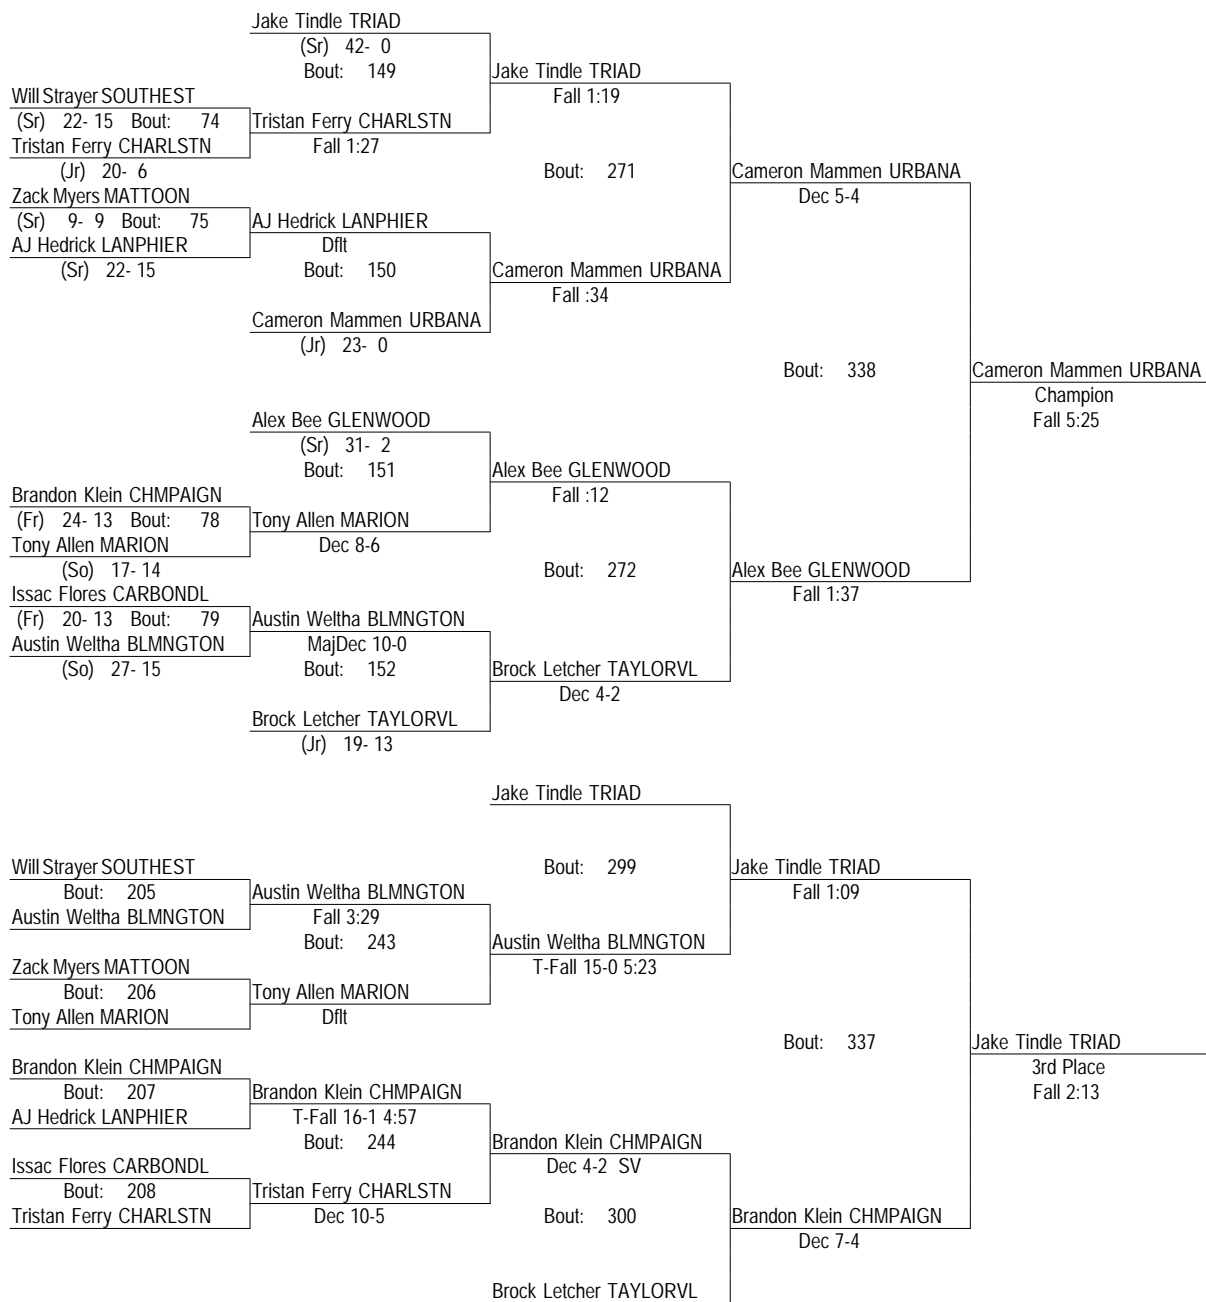 Jake Tindle TRIAD
(Sr) 42- 0
Bout: 149
Jake Tindle TRIAD
Fall 1:19
Will Strayer SOUTHEST
(Sr) 22- 15 Bout: 74
Tristan Ferry CHARLSTN
Fall 1:27
Tristan Ferry CHARLSTN
(Jr) 20- 6
Bout: 271
Cameron Mammen URBANA
Dec 5-4
Zack Myers MATTOON
(Sr) 9- 9 Bout: 75
AJ Hedrick LANPHIER
Dflt
AJ Hedrick LANPHIER
(Sr) 22- 15
Bout: 150
Cameron Mammen URBANA
Fall :34
Cameron Mammen URBANA
(Jr) 23- 0
Bout: 338
Cameron Mammen URBANA
Champion
Fall 5:25
Alex Bee GLENWOOD
(Sr) 31- 2
Bout: 151
Alex Bee GLENWOOD
Fall :12
Brandon Klein CHMPAIGN
(Fr) 24- 13 Bout: 78
Tony Allen MARION
Dec 8-6
Tony Allen MARION
(So) 17- 14
Bout: 272
Alex Bee GLENWOOD
Fall 1:37
Issac Flores CARBONDL
(Fr) 20- 13 Bout: 79
Austin Weltha BLMNGTON
MajDec 10-0
Austin Weltha BLMNGTON
(So) 27- 15
Bout: 152
Brock Letcher TAYLORVL
Dec 4-2
Brock Letcher TAYLORVL
(Jr) 19- 13
Jake Tindle TRIAD
Bout: 299
Jake Tindle TRIAD
Fall 1:09
Will Strayer SOUTHEST
Bout: 205
Austin Weltha BLMNGTON
Austin Weltha BLMNGTON
Fall 3:29
Bout: 243
Austin Weltha BLMNGTON
T-Fall 15-0 5:23
Zack Myers MATTOON
Bout: 206
Tony Allen MARION
Tony Allen MARION
Dflt
Bout: 337
Jake Tindle TRIAD
3rd Place
Fall 2:13
Brandon Klein CHMPAIGN
Bout: 207
AJ Hedrick LANPHIER
Brandon Klein CHMPAIGN
T-Fall 16-1 4:57
Bout: 244
Brandon Klein CHMPAIGN
Dec 4-2 SV
Issac Flores CARBONDL
Bout: 208
Tristan Ferry CHARLSTN
Tristan Ferry CHARLSTN
Dec 10-5
Bout: 300
Brandon Klein CHMPAIGN
Dec 7-4
Brock Letcher TAYLORVL